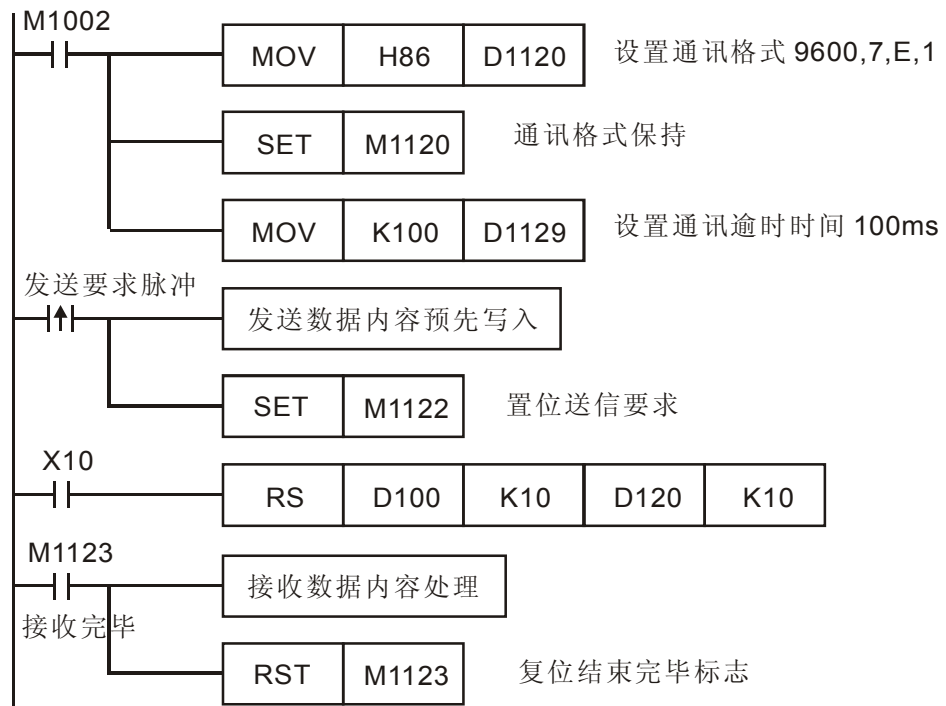 M1002
MOV H86 D1120 设置通讯格式 9600,7,E,1
SET M1120 通讯格式保持
MOV K100 D1129 设置通讯逾时时间 100ms
发送要求脉冲
发送数据内容预先写入
SET M1122 置位送信要求
X10
RS D100 K10 D120 K10
M1123
接收数据内容处理
接收完毕
RST M1123 复位结束完毕标志